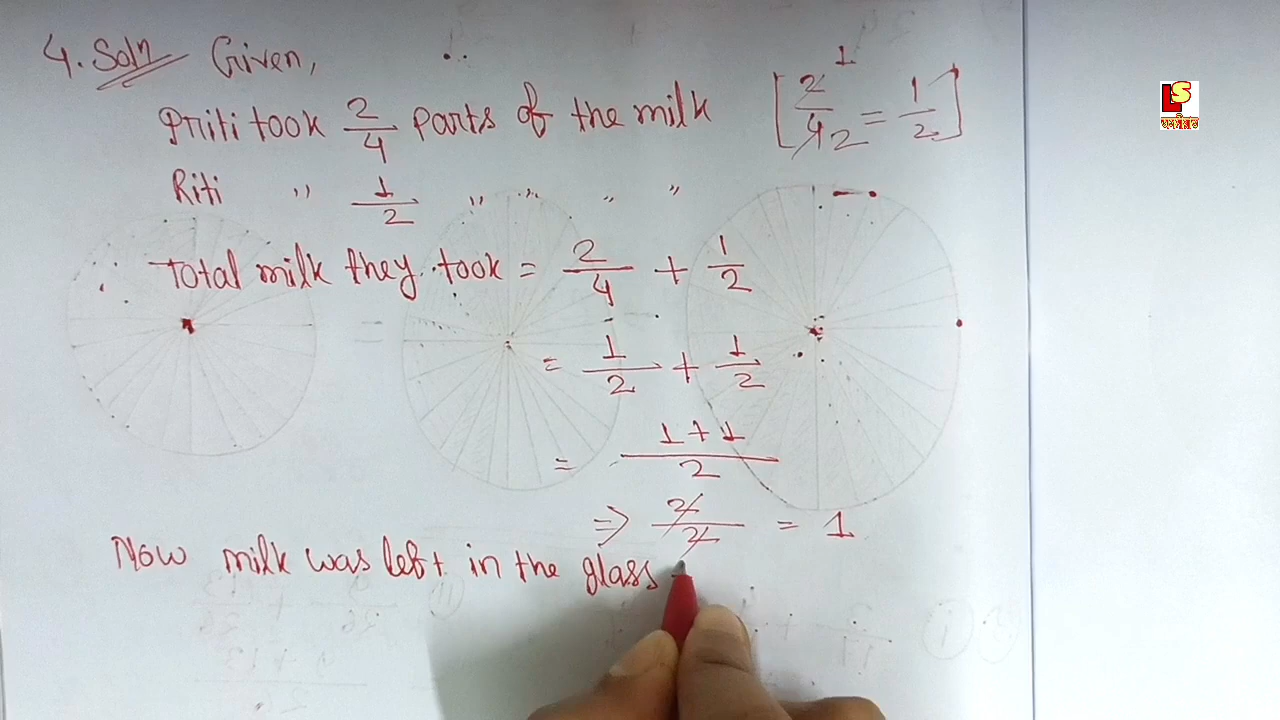 4. Soln Given,
Priti took 2/4 parts of the milk [2/4 = 1/2]
Riti " 1/2 " " " "
∴ Total milk they took = 2/4 + 1/2
= 1/2 + 1/2
= 1+1/2
⇒ 2/2 = 1
Now milk was left in the glass =
LS